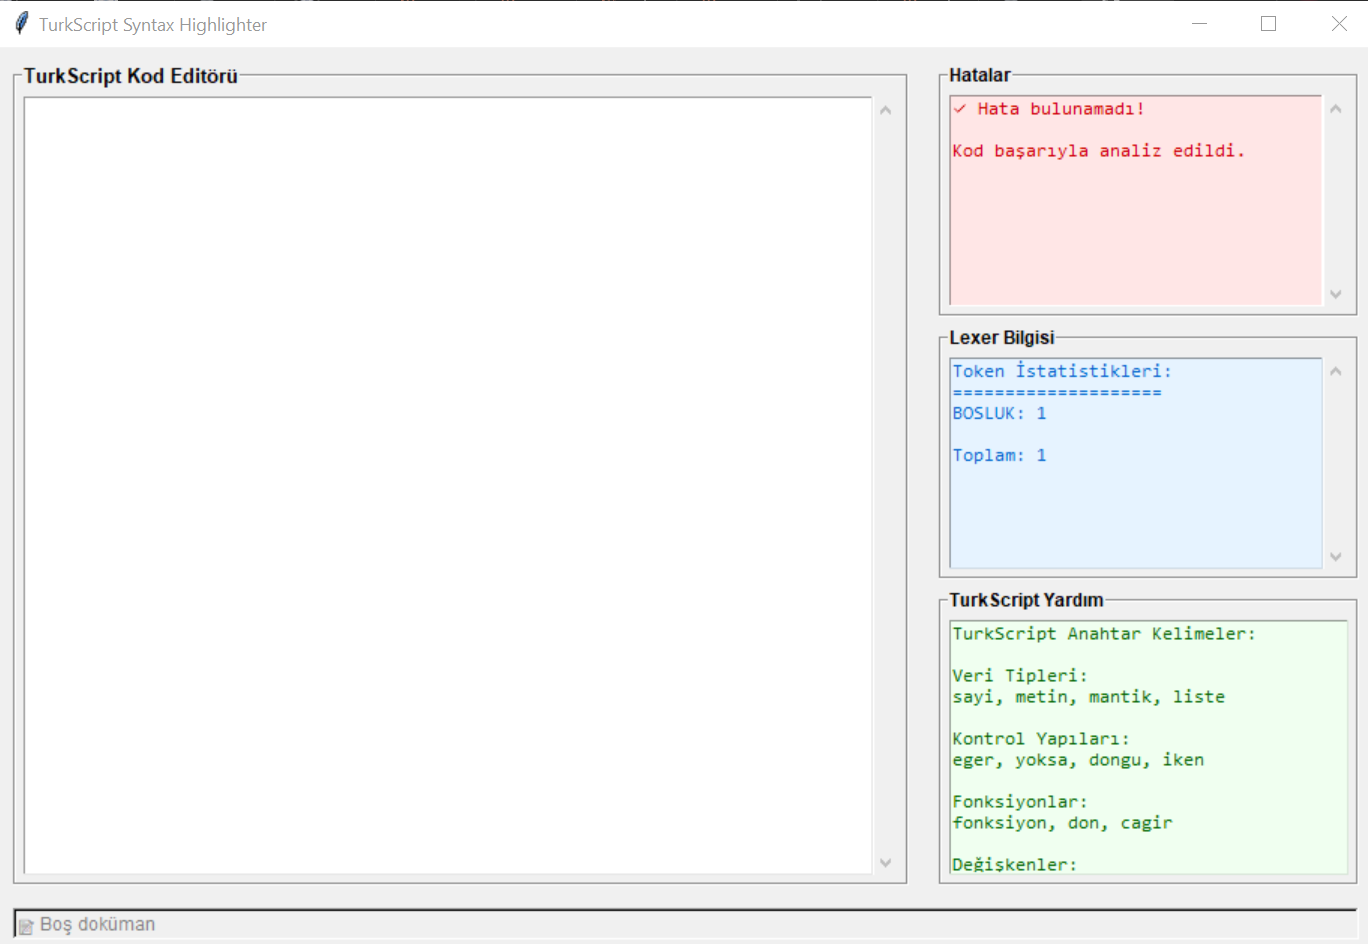 TurkScript Syntax Highlighter
TurkScript Kod Editörü
Hatalar
✓ Hata bulunamadı!
Kod başarıyla analiz edildi.
Lexer Bilgisi
Token İstatistikleri:
====================
BOSLUK: 1
Toplam: 1
TurkScript Yardım
TurkScript Anahtar Kelimeler:
Veri Tipleri:
sayi, metin, mantik, liste
Kontrol Yapıları:
eger, yoksa, dongu, iken
Fonksiyonlar:
fonksiyon, don, cagir
Değişkenler:
Boş doküman